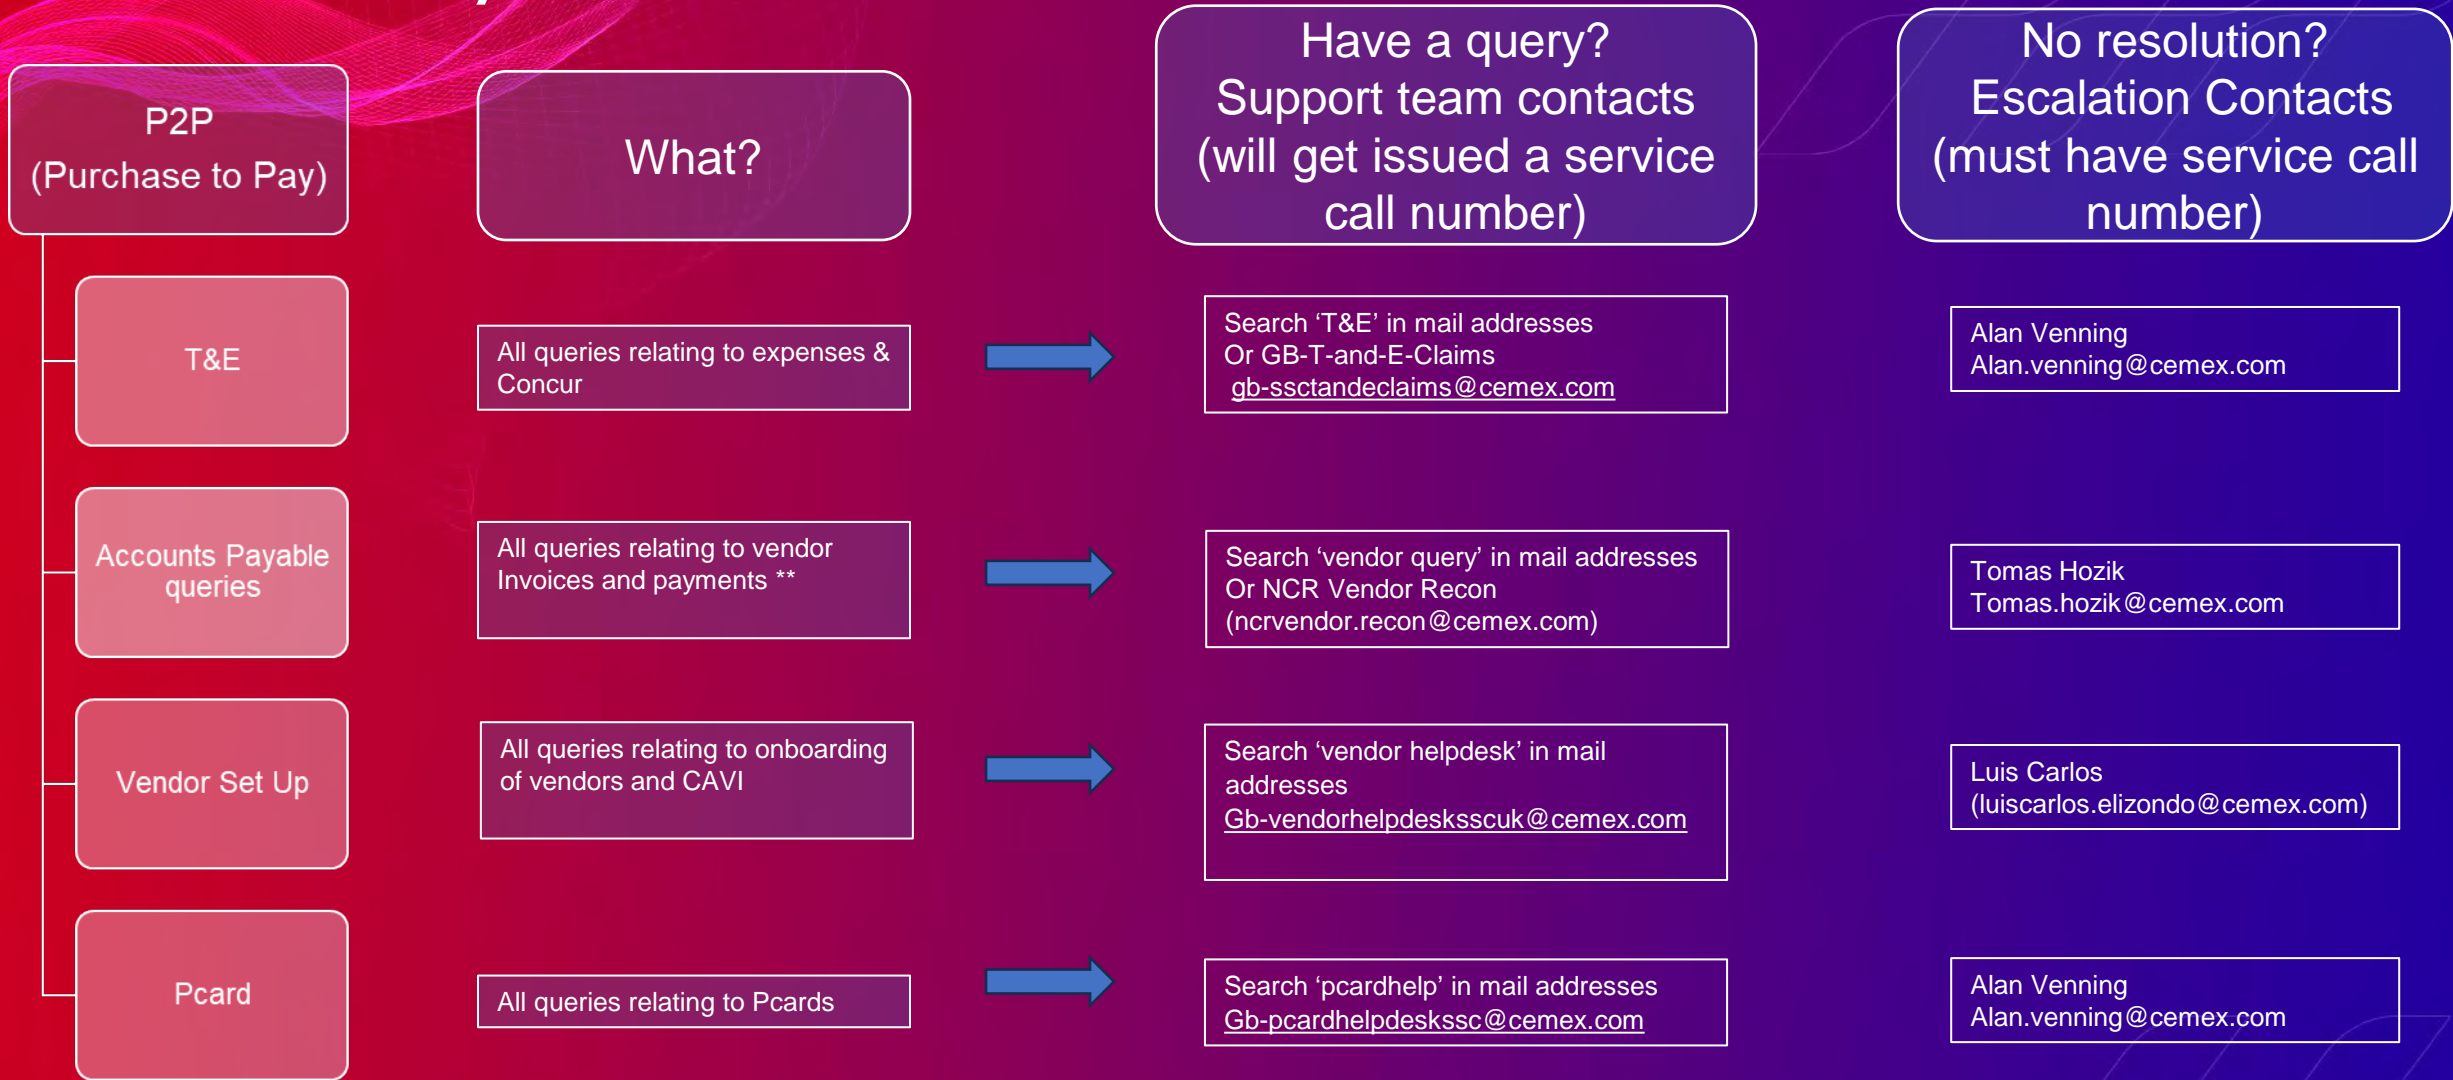 P2P
(Purchase to Pay)
What?
Have a query?
Support team contacts
(will get issued a service
call number)
No resolution?
Escalation Contacts
(must have service call
number)
T&E
All queries relating to expenses &
Concur
Search ‘T&E’ in mail addresses
Or GB-T-and-E-Claims
gb-ssctandeclaims@cemex.com
Alan Venning
Alan.venning@cemex.com
Accounts Payable
queries
All queries relating to vendor
Invoices and payments **
Search ‘vendor query’ in mail addresses
Or NCR Vendor Recon
(ncrvendor.recon@cemex.com)
Tomas Hozik
Tomas.hozik@cemex.com
Vendor Set Up
All queries relating to onboarding
of vendors and CAVI
Search ‘vendor helpdesk’ in mail
addresses
Gb-vendorhelpdesksscuk@cemex.com
Luis Carlos
(luiscarlos.elizondo@cemex.com)
Pcard
All queries relating to Pcards
Search ‘pcardhelp’ in mail addresses
Gb-pcardhelpdeskssc@cemex.com
Alan Venning
Alan.venning@cemex.com